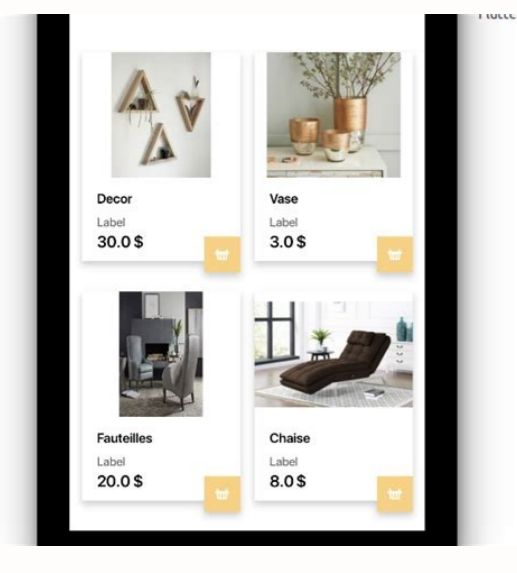 Decor
Label
30.0 $
Vase
Label
3.0 $
Fauteilles
Label
20.0 $
Chaise
Label
8.0 $